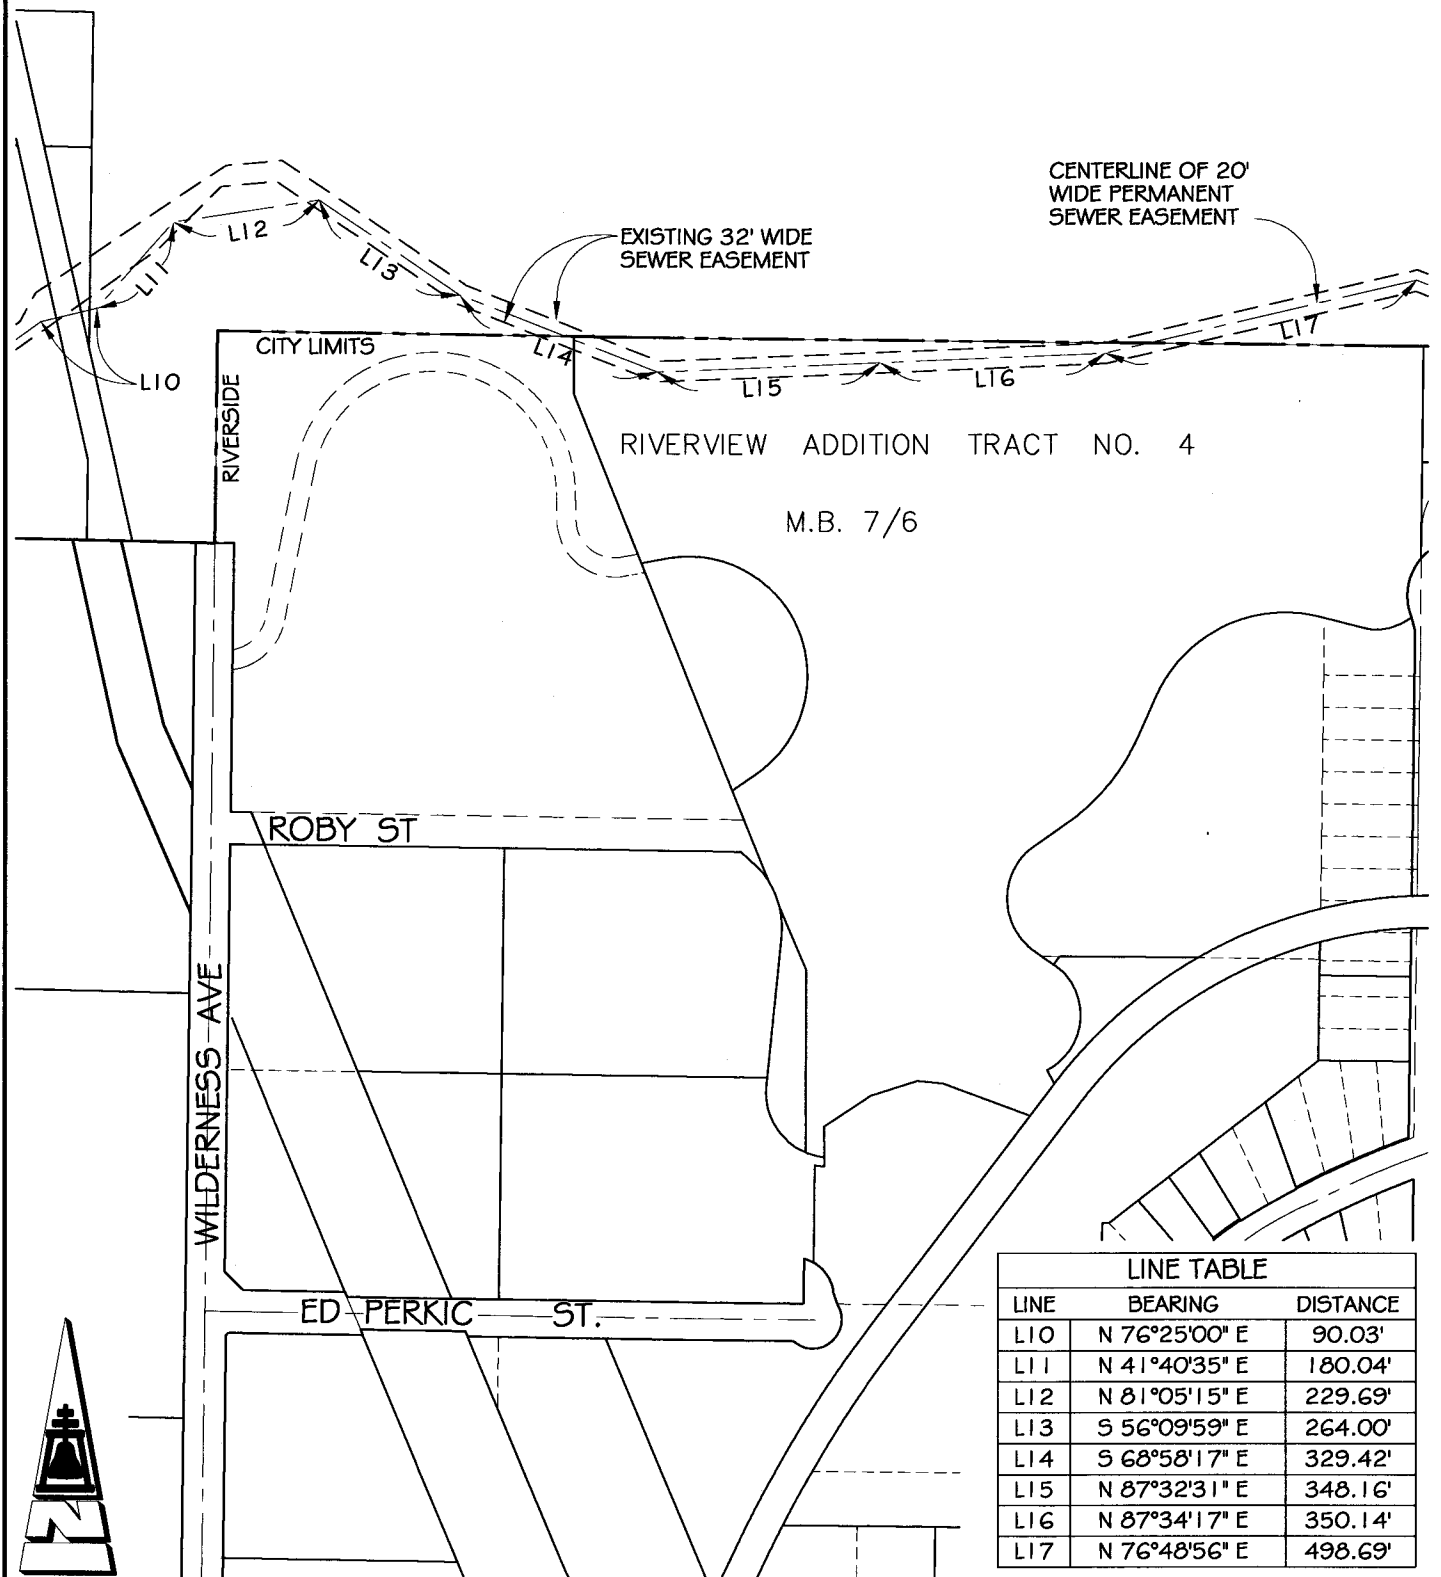 CENTERLINE OF 20'
WIDE PERMANENT
SEWER EASEMENT
EXISTING 32' WIDE
SEWER EASEMENT
L12
L13
L11
L10
L14
L15
L16
L17
CITY LIMITS
RIVERSIDE
RIVERVIEW ADDITION TRACT NO. 4
M.B. 7/6
ROBY ST
WILDERNESS AVE
ED PERKIC ST.
N
LINE TABLE
LINE BEARING DISTANCE
L10 N 76°25'00" E 90.03'
L11 N 41°40'35" E 180.04'
L12 N 81°05'15" E 229.69'
L13 S 56°09'59" E 264.00'
L14 S 68°58'17" E 329.42'
L15 N 87°32'31" E 348.16'
L16 N 87°34'17" E 350.14'
L17 N 76°48'56" E 498.69'